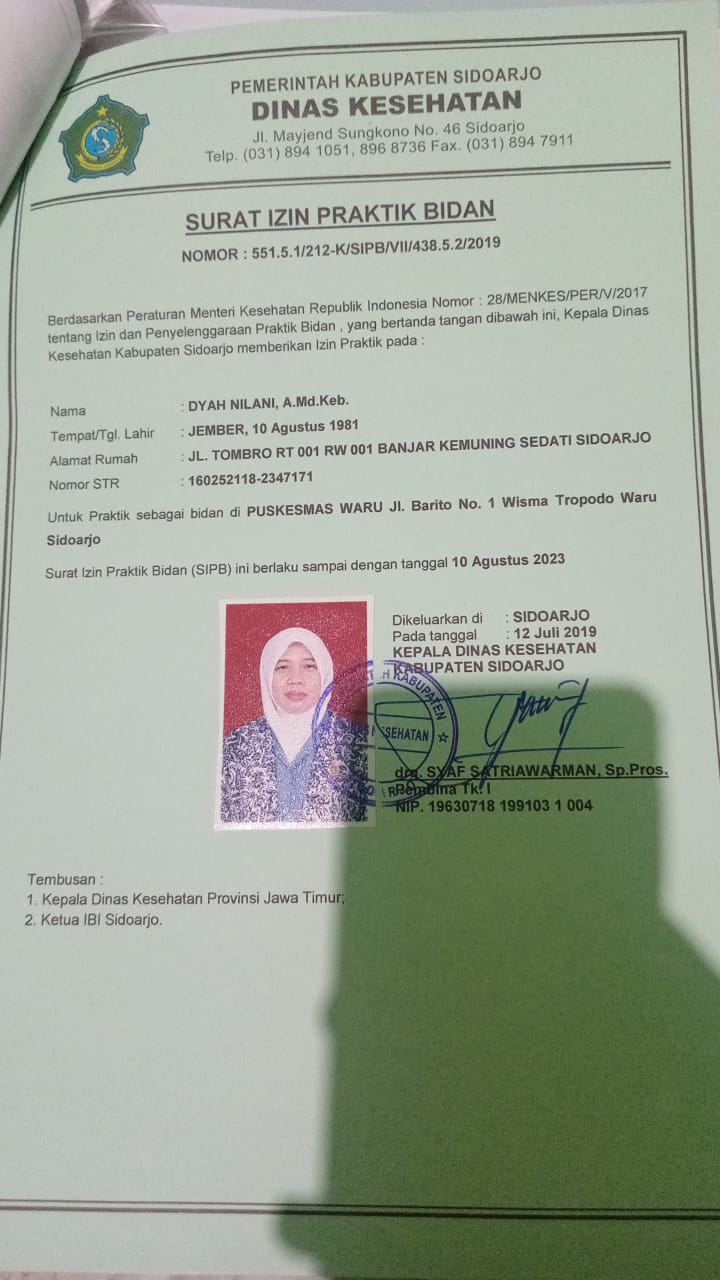 PEMERINTAH KABUPATEN SIDOARJO
DINAS KESEHATAN
Jl. Mayjend Sungkono No. 46 Sidoarjo
Telp. (031) 894 1051, 896 8736 Fax. (031) 894 7911
SURAT IZIN PRAKTIK BIDAN
NOMOR : 551.5.1/212-K/SIPB/VII/438.5.2/2019
Berdasarkan Peraturan Menteri Kesehatan Republik Indonesia Nomor : 28/MENKES/PER/V/2017
tentang Izin dan Penyelenggaraan Praktik Bidan , yang bertanda tangan dibawah ini, Kepala Dinas
Kesehatan Kabupaten Sidoarjo memberikan Izin Praktik pada :
Nama : DYAH NILANI, A.Md.Keb.
Tempat/Tgl. Lahir : JEMBER, 10 Agustus 1981
Alamat Rumah : JL. TOMBRO RT 001 RW 001 BANJAR KEMUNING SEDATI SIDOARJO
Nomor STR : 160252118-2347171
Untuk Praktik sebagai bidan di PUSKESMAS WARU Jl. Barito No. 1 Wisma Tropodo Waru
Sidoarjo
Surat Izin Praktik Bidan (SIPB) ini berlaku sampai dengan tanggal 10 Agustus 2023
Dikeluarkan di : SIDOARJO
Pada tanggal : 12 Juli 2019
KEPALA DINAS KESEHATAN
KABUPATEN SIDOARJO
KABUPATEN
KESEHATAN
drg. SYAF SATRIAWARMAN, Sp.Pros.
Pembina Tk. I
NIP. 19630718 199103 1 004
Tembusan :
1. Kepala Dinas Kesehatan Provinsi Jawa Timur;
2. Ketua IBI Sidoarjo.